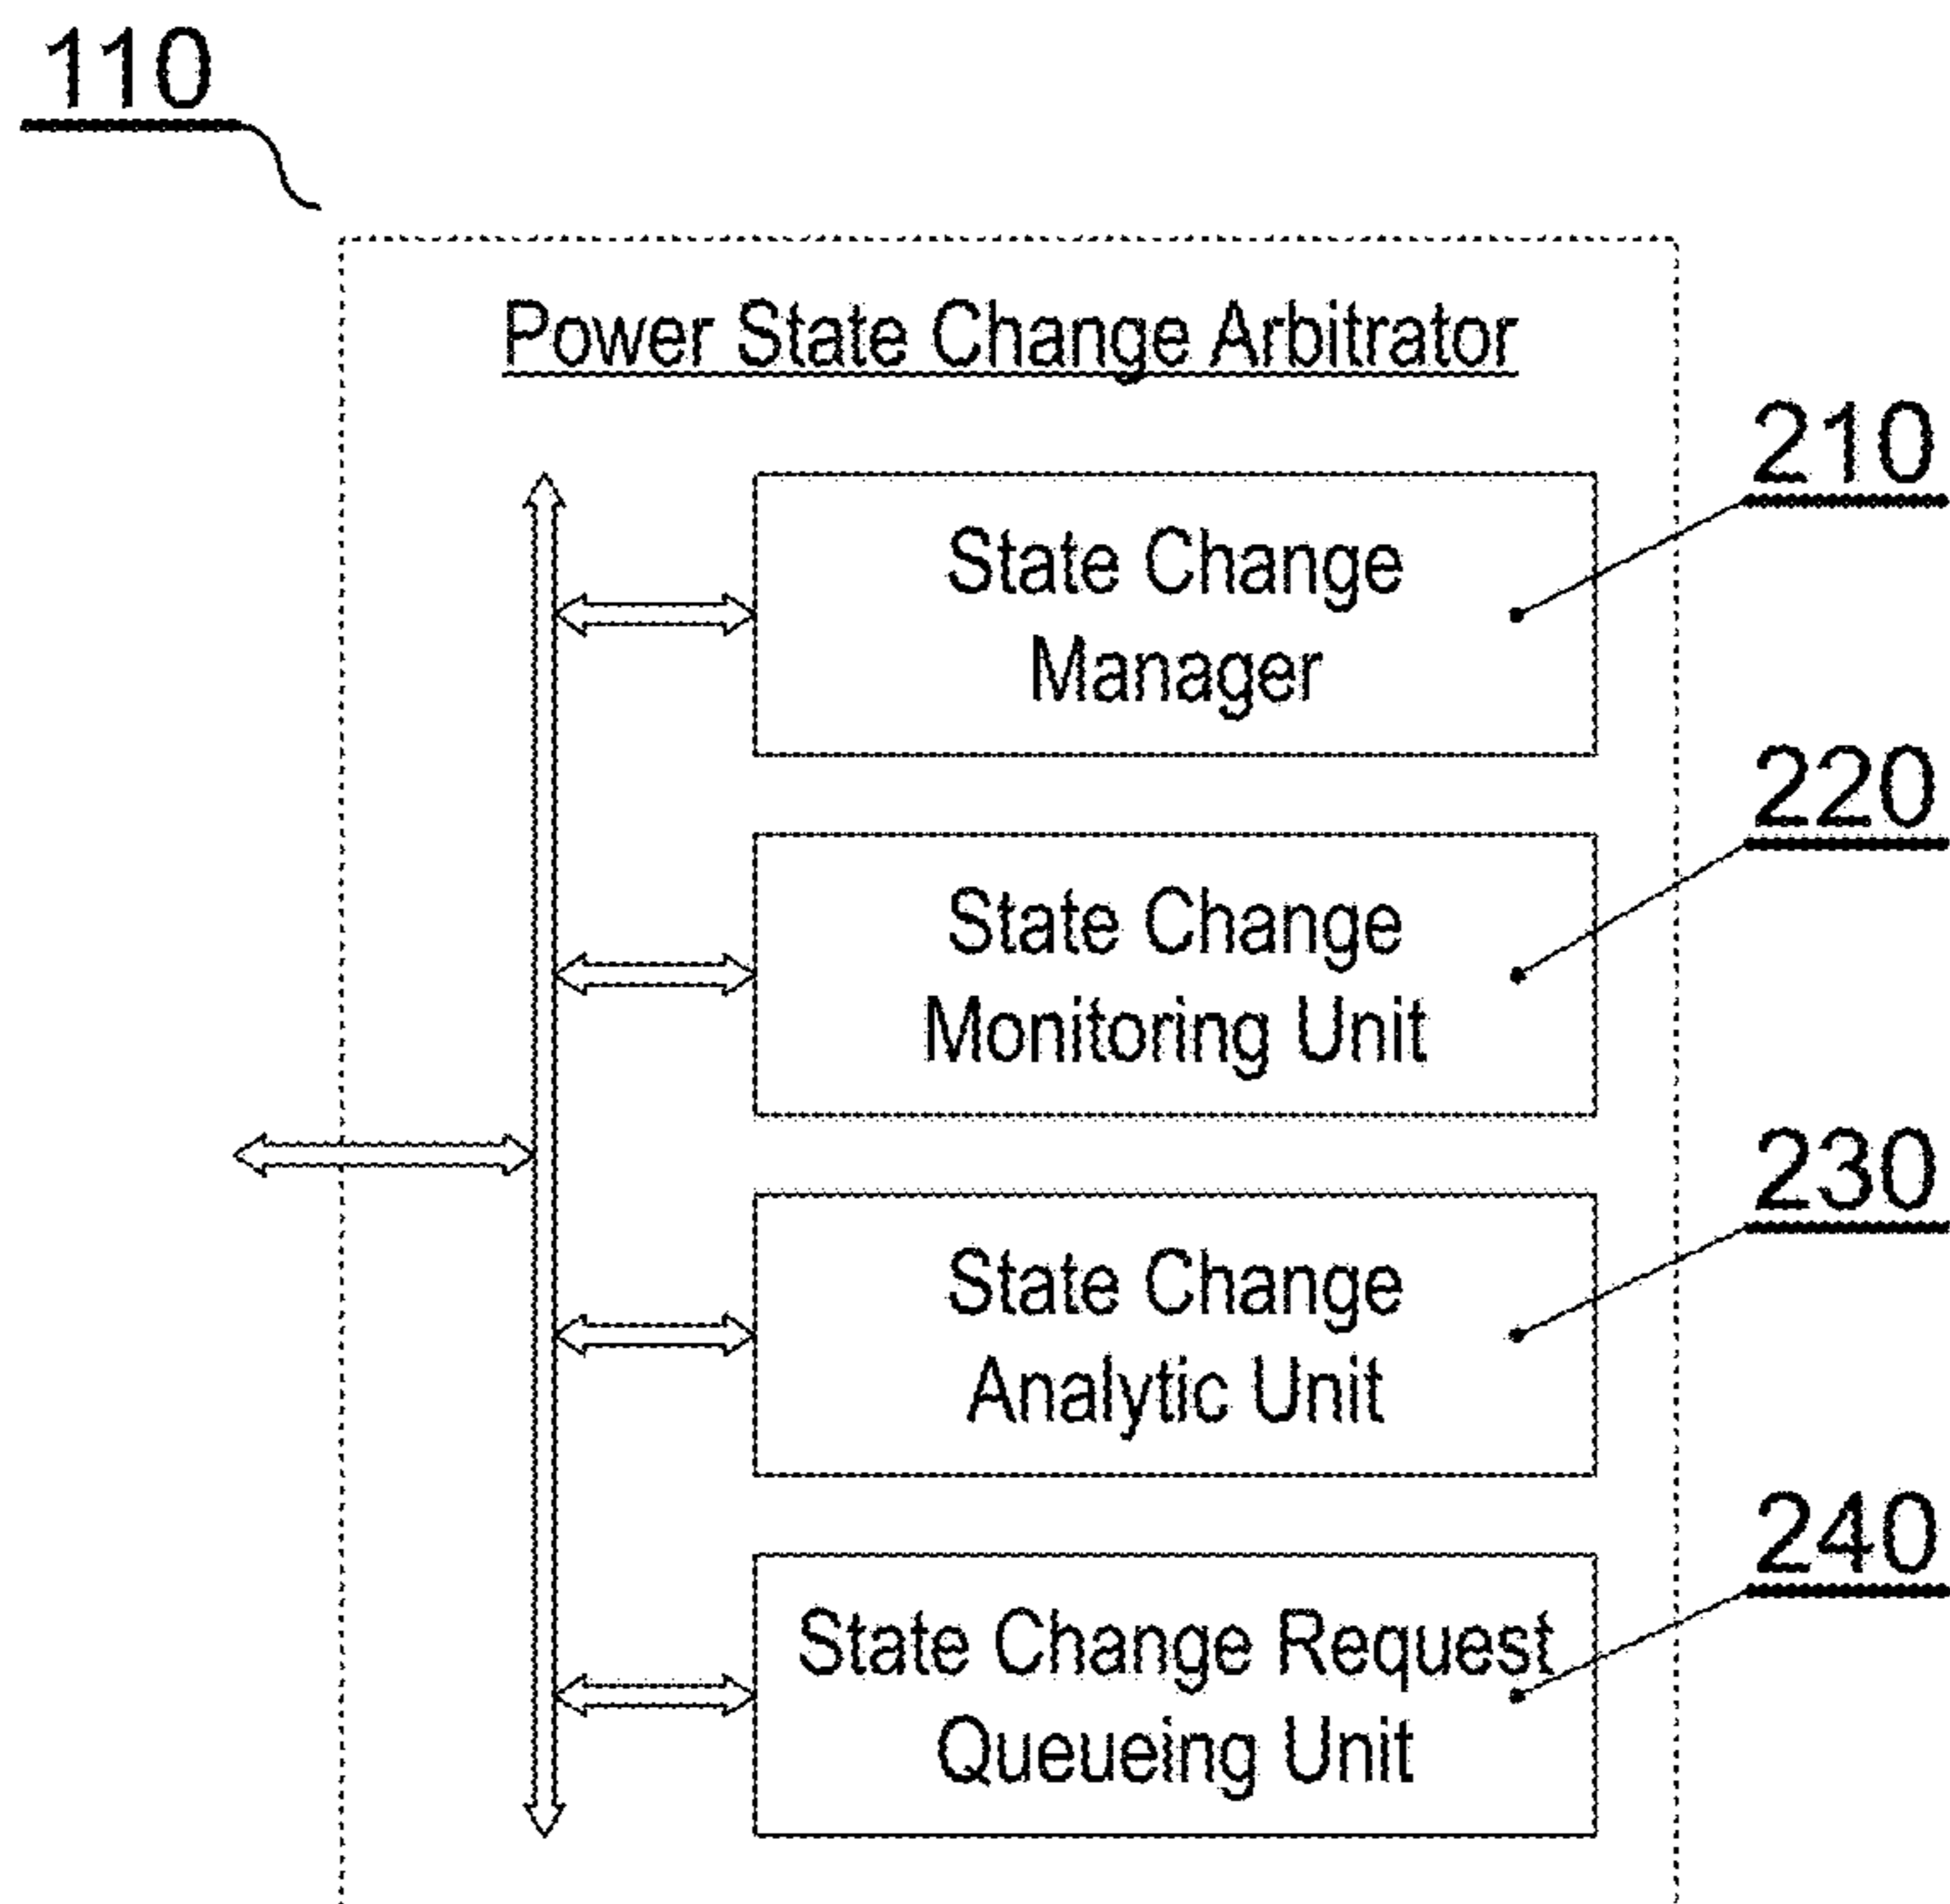 110
Power State Change Arbitrator
210
State Change
Manager
220
State Change
Monitoring Unit
230
State Change
Analytic Unit
240
State Change Request
Queueing Unit